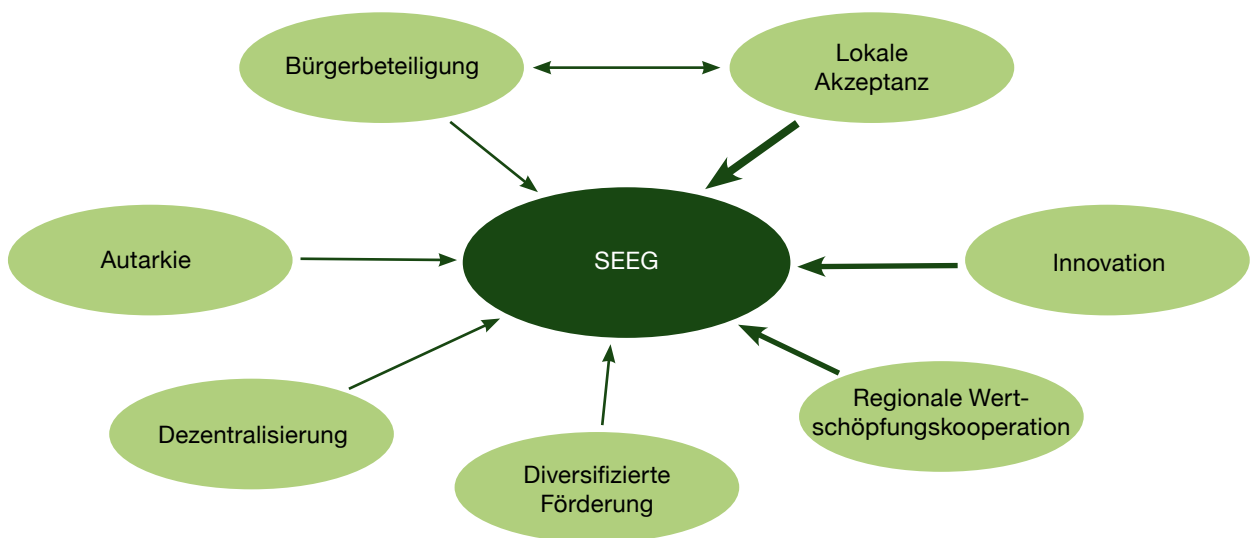 Bürgerbeteiligung
Lokale
Akzeptanz
Autarkie
SEEG
Innovation
Dezentralisierung
Diversifizierte
Förderung
Regionale Wert-
schöpfungskooperation